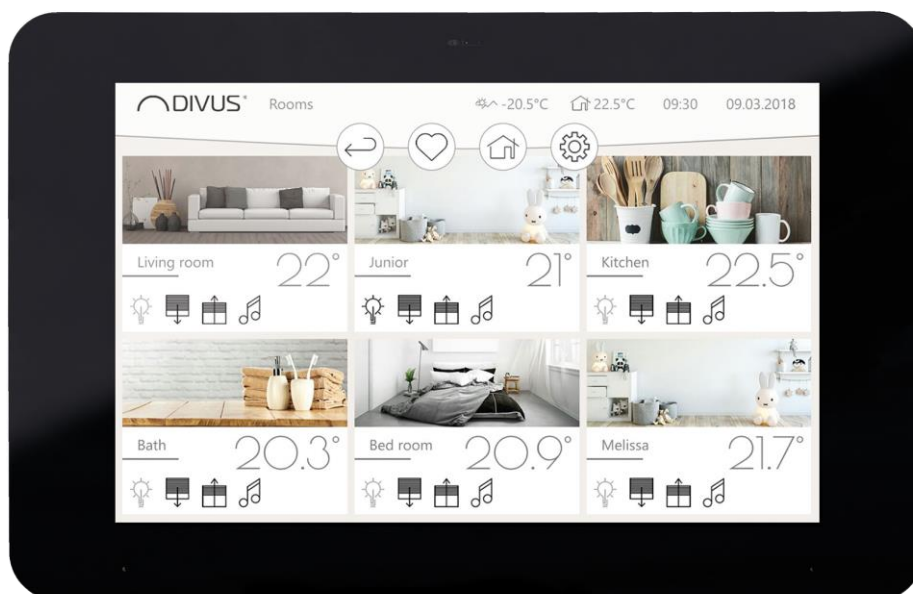 DIVUS® Rooms -20.5°C 22.5°C 09:30 09.03.2018
Living room 22° Junior 21° Kitchen 22.5°
Bath 20.3° Bed room 20.9° Melissa 21.7°